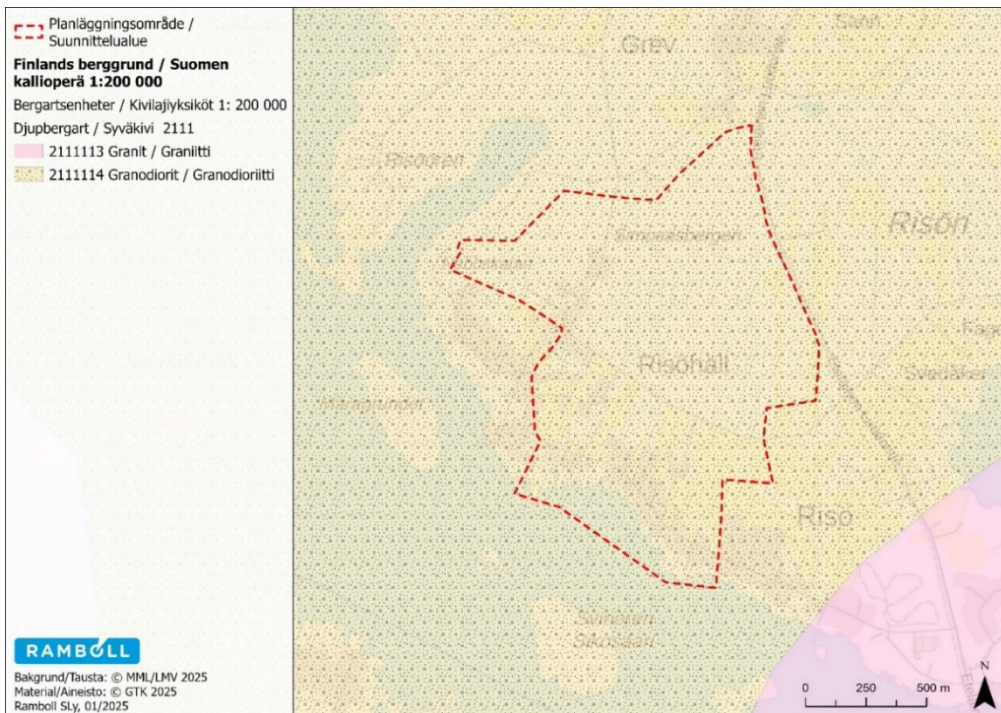 Planläggningsområde /
Suunnittelualue
Finlands berggrund / Suomen
kallioperä 1:200 000
Bergartsenheter / Kivilajiyksiköt 1: 200 000
Djupbergart / Syväkivi 2111
2111113 Granit / Graniitti
2111114 Granodiorit / Granodioriitti
Grev
Risön
Risöhäll
Risö
Svinören
Sikosaari
RAMBOLL
Bakgrund/Tausta: © MML/LMV 2025
Material/Aineisto: © GTK 2025
Ramboll SLy, 01/2025
N
0 250 500 m